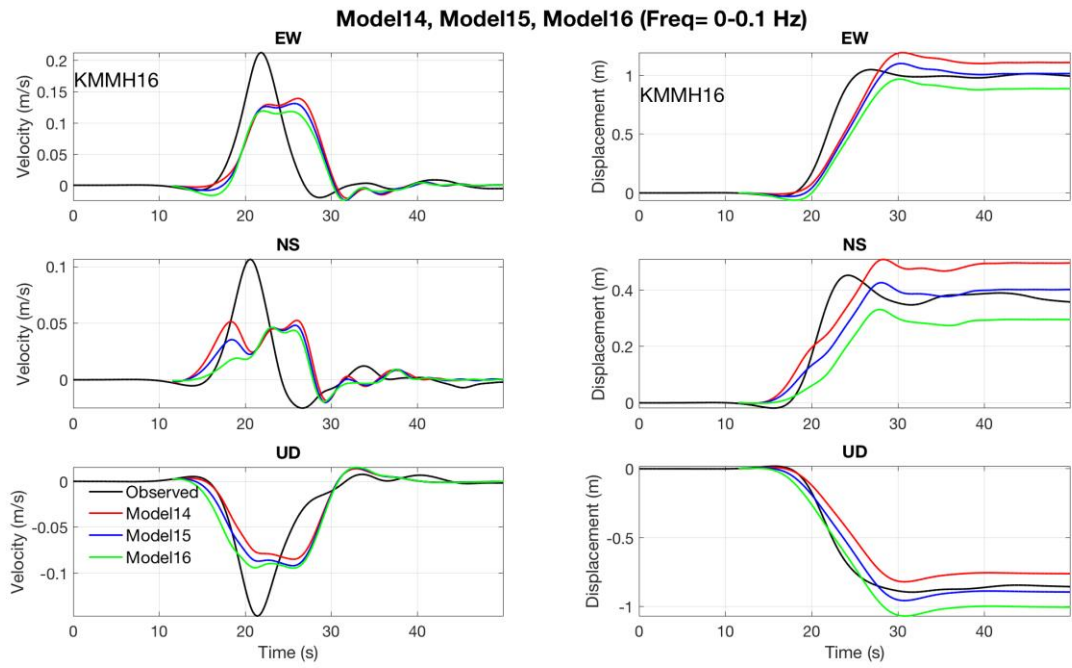 Model14, Model15, Model16 (Freq= 0-0.1 Hz)
EW
KMMH16
Velocity (m/s)
0.2
0.15
0.1
0.05
0
0 10 20 30 40
EW
KMMH16
Displacement (m)
1
0.5
0
0 10 20 30 40
NS
Velocity (m/s)
0.1
0.05
0
0 10 20 30 40
NS
Displacement (m)
0.4
0.2
0
0 10 20 30 40
UD
Velocity (m/s)
0
-0.05
-0.1
Observed
Model14
Model15
Model16
0 10 20 30 40
Time (s)
UD
Displacement (m)
0
-0.5
-1
0 10 20 30 40
Time (s)